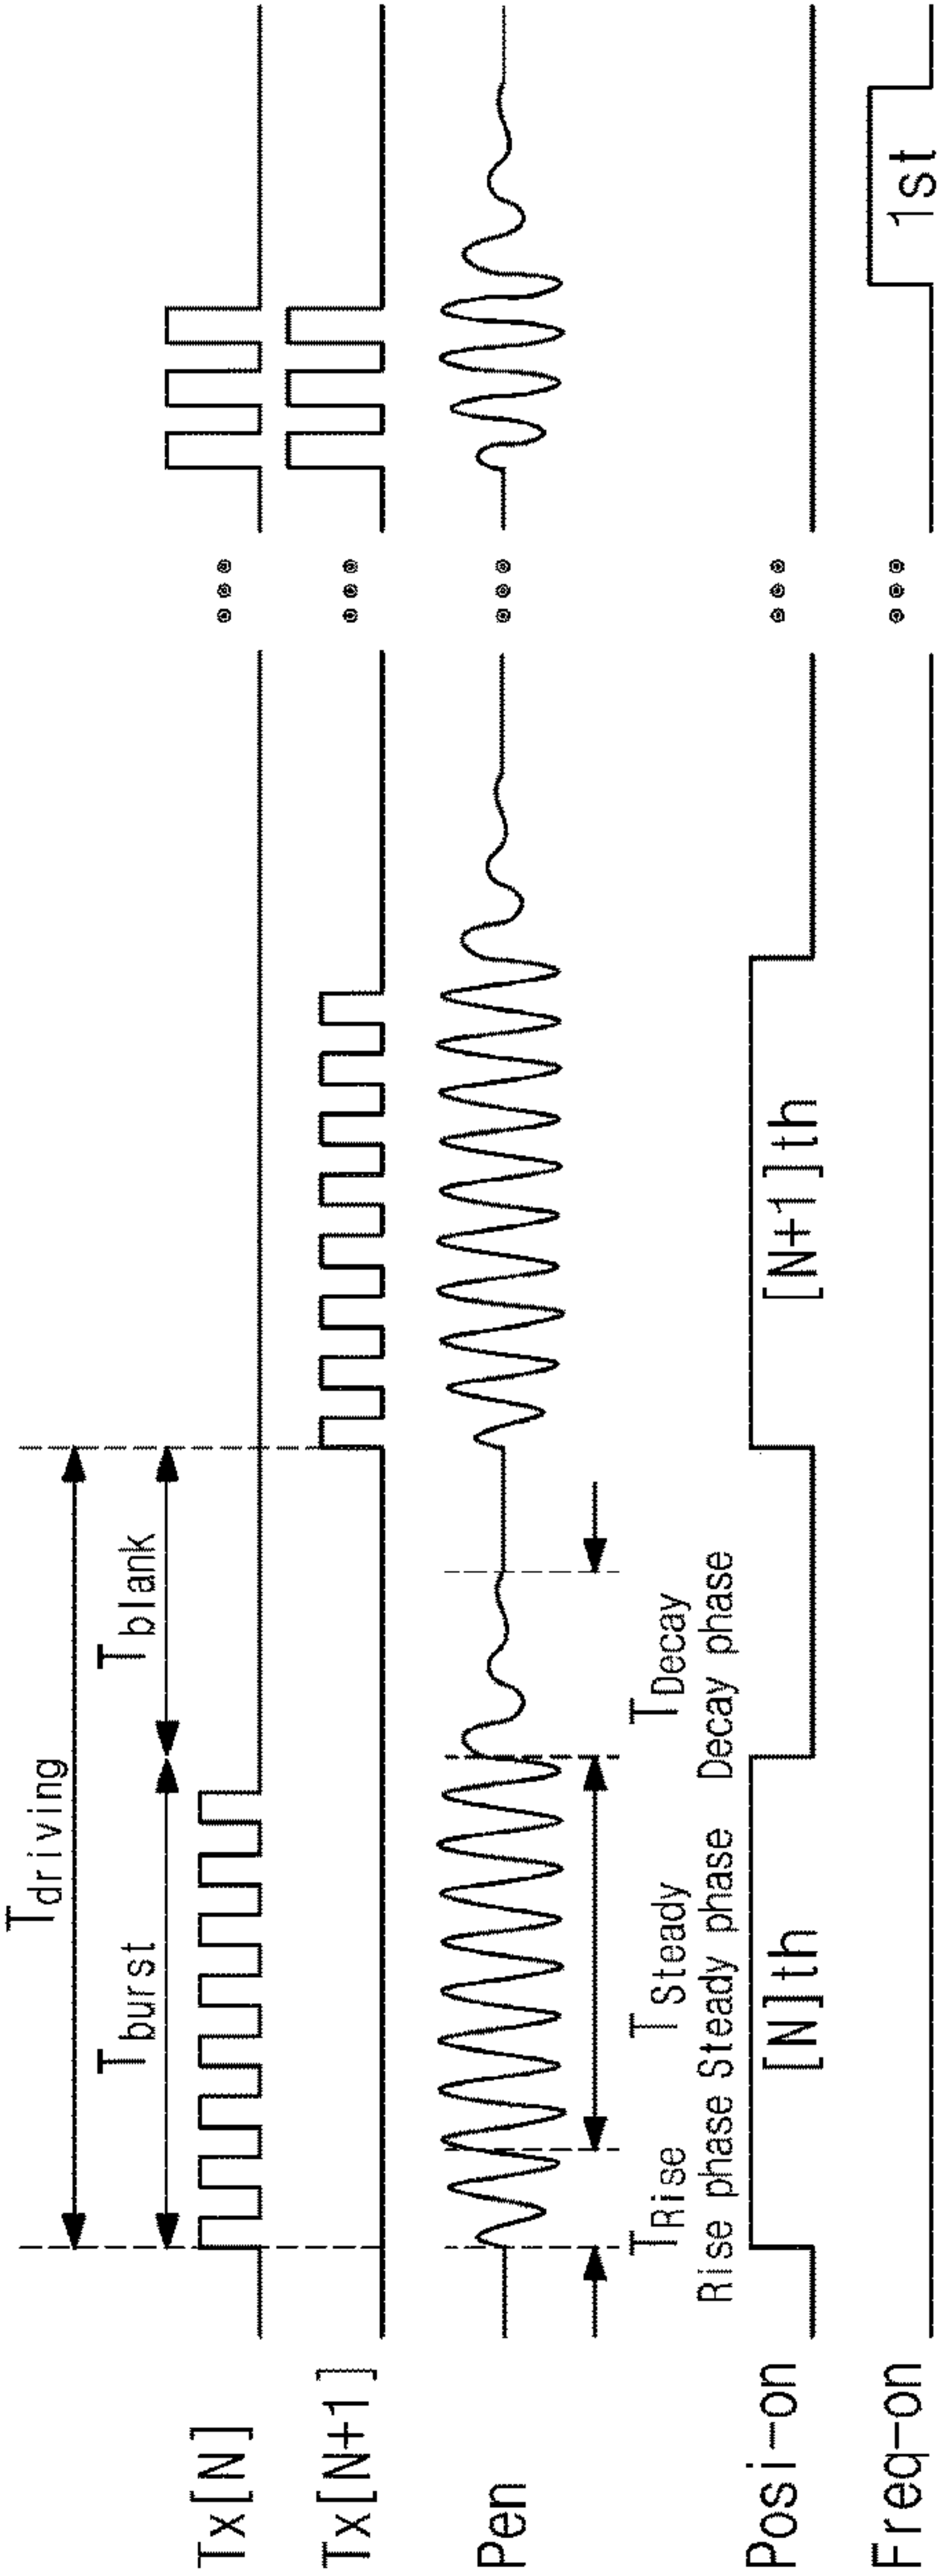 Tdriving
Tburst
Tblank
Tx[N]
Tx[N+1]
Pen
TRise
TSteady
TDecay
Rise phase
Steady phase
Decay phase
Posi-on
[N]th
[N+1]th
Freq-on
1st